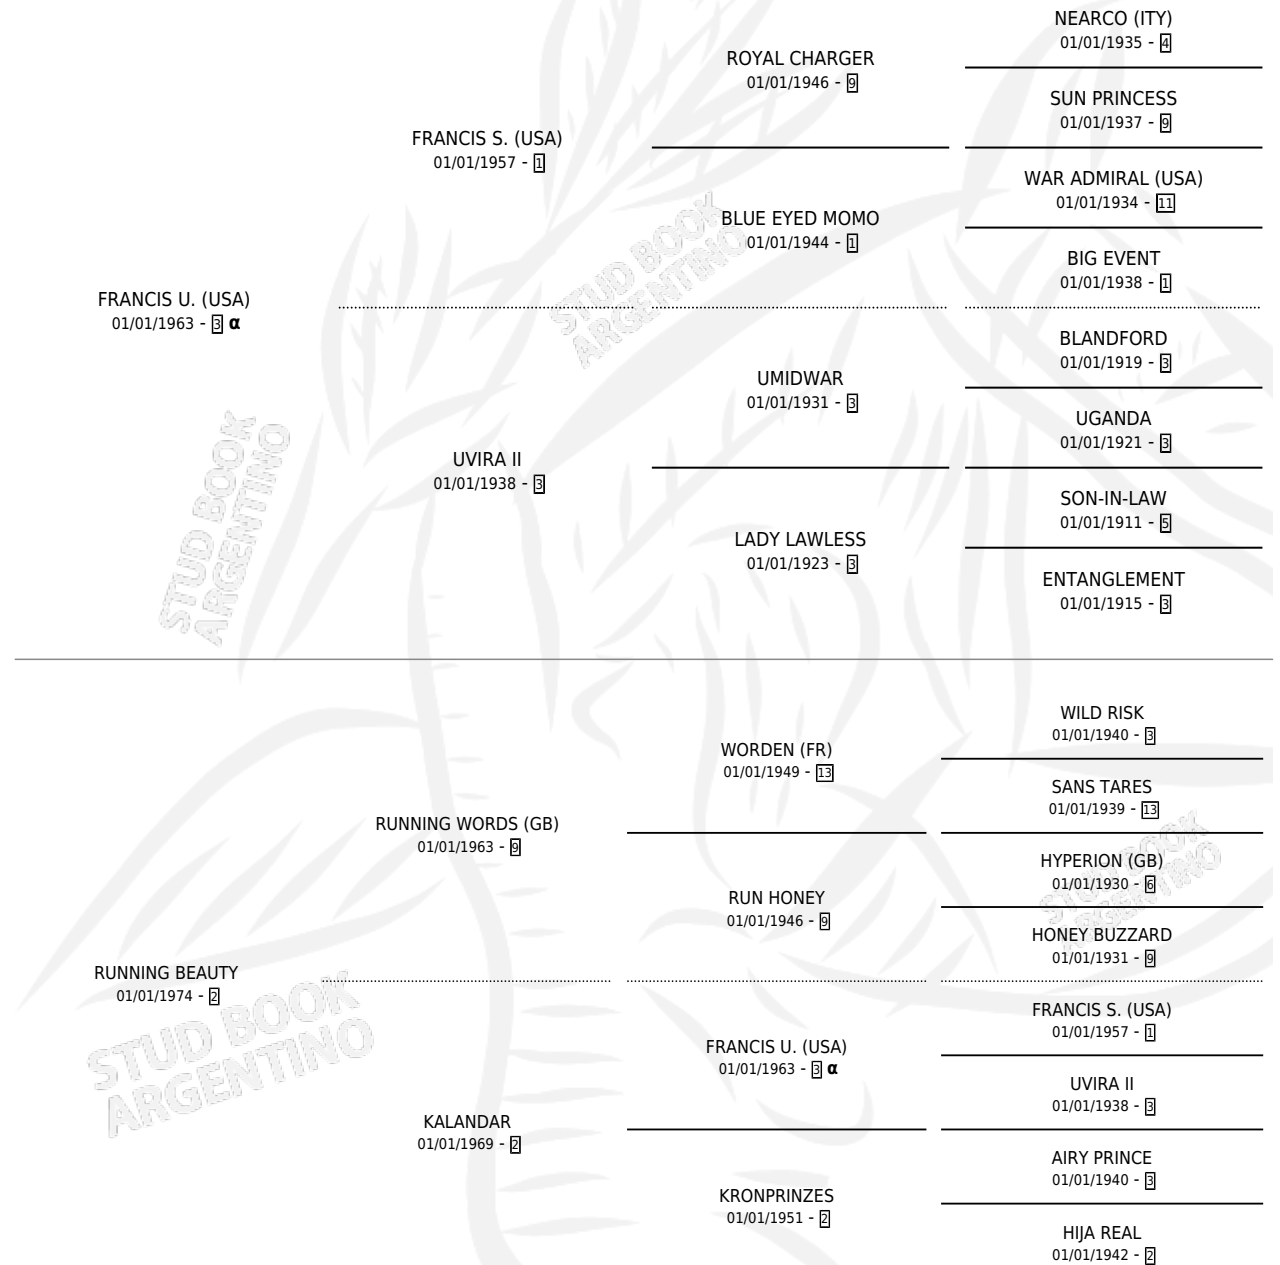 NEARCO (ITY)
01/01/1935 - 4
ROYAL CHARGER
01/01/1946 - 9
SUN PRINCESS
01/01/1937 - 9
FRANCIS S. (USA)
01/01/1957 - 1
WAR ADMIRAL (USA)
01/01/1934 - 11
BLUE EYED MOMO
01/01/1944 - 1
BIG EVENT
01/01/1938 - 1
FRANCIS U. (USA)
01/01/1963 - 3 α
BLANDFORD
01/01/1919 - 3
UMIDWAR
01/01/1931 - 3
UGANDA
01/01/1921 - 3
UVIRA II
01/01/1938 - 3
SON-IN-LAW
01/01/1911 - 5
LADY LAWLESS
01/01/1923 - 3
ENTANGLEMENT
01/01/1915 - 3
STUD BOOK
ARGENTINO
STUD BOOK
ARGENTINO
WILD RISK
01/01/1940 - 3
WORDEN (FR)
01/01/1949 - 13
SANS TARES
01/01/1939 - 13
RUNNING WORDS (GB)
01/01/1963 - 9
HYPERION (GB)
01/01/1930 - 6
RUN HONEY
01/01/1946 - 9
HONEY BUZZARD
01/01/1931 - 9
RUNNING BEAUTY
01/01/1974 - 2
FRANCIS S. (USA)
01/01/1957 - 1
FRANCIS U. (USA)
01/01/1963 - 3 α
UVIRA II
01/01/1938 - 3
KALANDAR
01/01/1969 - 2
AIRY PRINCE
01/01/1940 - 3
KRONPRINZES
01/01/1951 - 2
HIJA REAL
01/01/1942 - 2
STUD BOOK
ARGENTINO
STUD BOOK
ARGENTINO